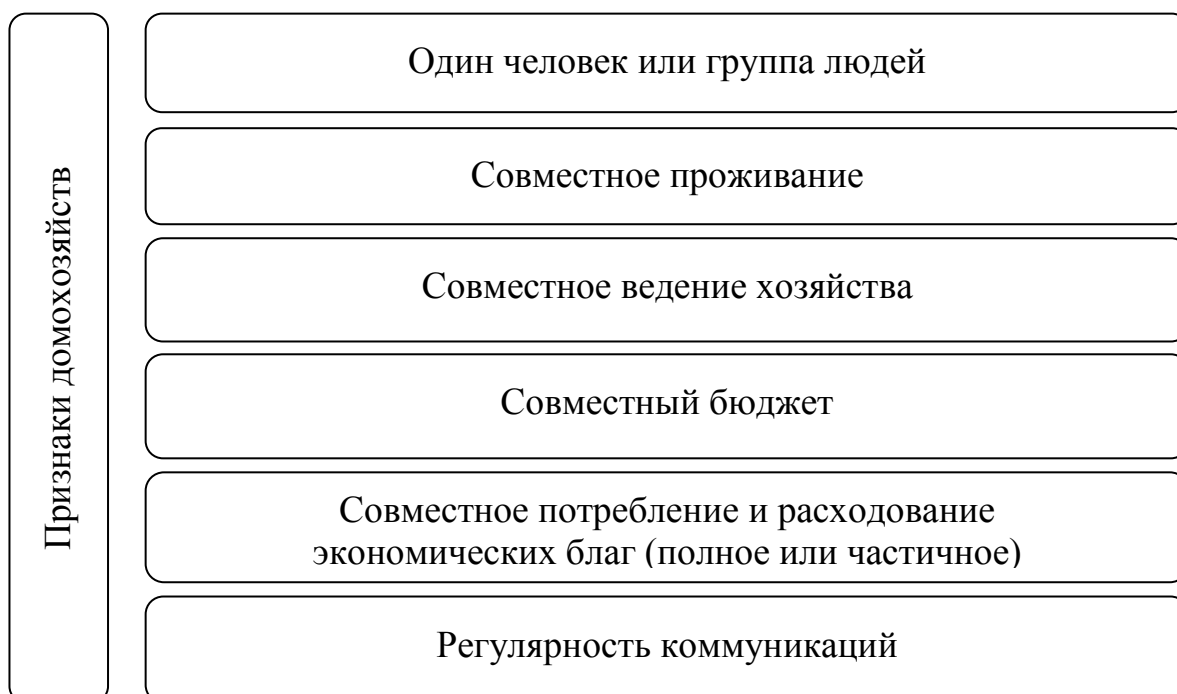 Признаки домохозяйств
Один человек или группа людей
Совместное проживание
Совместное ведение хозяйства
Совместный бюджет
Совместное потребление и расходование
экономических благ (полное или частичное)
Регулярность коммуникаций